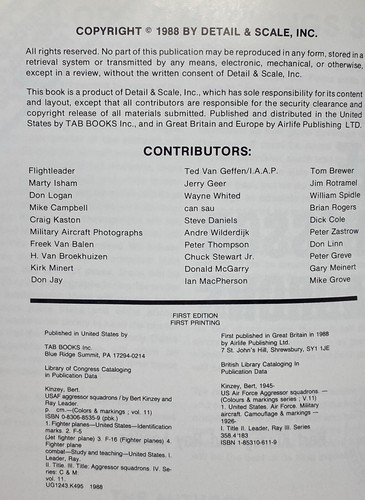 COPYRIGHT © 1988 BY DETAIL & SCALE, INC.
All rights reserved. No part of this publication may be reproduced in any form, stored in a
retrieval system or transmitted by any means, electronic, mechanical, or otherwise,
except in a review, without the written consent of Detail & Scale, Inc.
This book is a product of Detail & Scale, Inc., which has sole responsibility for its content
and layout, except that all contributors are responsible for the security clearance and
copyright release of all materials submitted. Published and distributed in the United
States by TAB BOOKS Inc., and in Great Britain and Europe by Airlife Publishing LTD.
CONTRIBUTORS:
Flightleader
Marty Isham
Don Logan
Mike Campbell
Craig Kaston
Military Aircraft Photographs
Freek Van Balen
H. Van Broekhuizen
Kirk Minert
Don Jay
Ted Van Geffen/I.A.A.P.
Jerry Geer
Wayne Whited
can sau
Steve Daniels
Andre Wilderdijk
Peter Thompson
Chuck Stewart Jr.
Donald McGarry
Ian MacPherson
Tom Brewer
Jim Rotramel
William Spidle
Brian Rogers
Dick Cole
Peter Zastrow
Don Linn
Peter Greve
Gary Meinert
Mike Grove
FIRST EDITION
FIRST PRINTING
Published in United States by
TAB BOOKS Inc.
Blue Ridge Summit, PA 17294-0214
Library of Congress Cataloging
in Publication Data
Kinzey, Bert.
USAF aggressor squadrons / by Bert Kinzey and
Ray Leader.
p. cm.—(Colors & markings ; vol. 11)
ISBN 0-8306-8535-9 (pbk.)
1. Fighter planes—United States—Identification
marks. 2. F-5
(Jet fighter plane) 3. F-16 (Fighter planes) 4.
Fighter plane
combat—Study and teaching—United States. I.
Leader, Ray.
II. Title. III. Title: Aggressor squadrons. IV. Se-
ries: C & M:
vol. 11.
UG1243.K495 1988
First published in Great Britain in 1988
by Airlife Publishing Ltd.
7 St. John's Hill, Shrewsbury, SY1 1JE
British Library Cataloging In
Publication Data
Kinzey, Bert, 1945-
US Air Force Aggressor squadrons. —
(Colours & markings series ; V.11)
1. United States. Air Force. Military
aircraft. Camouflage & markings —
1926-
I. Title II. Leader, Ray III. Series
358.4'183
ISBN 1-85310-611-9